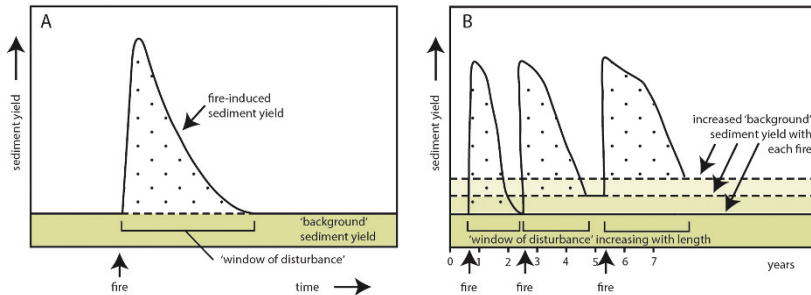 A
sediment yield
fire-induced
sediment yield
'background'
sediment yield
'window of disturbance'
fire
time
B
sediment yield
increased 'background'
sediment yield with
each fire
'window of disturbance' increasing with length
0 1 2 3 4 5 6 7 years
fire fire fire